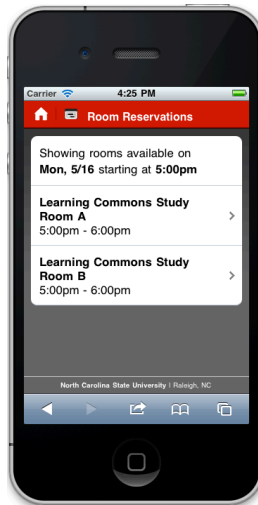 Carrier 4:25 PM
Room Reservations
Showing rooms available on
Mon, 5/16 starting at 5:00pm
Learning Commons Study
Room A
5:00pm - 6:00pm
Learning Commons Study
Room B
5:00pm - 6:00pm
North Carolina State University | Raleigh, NC